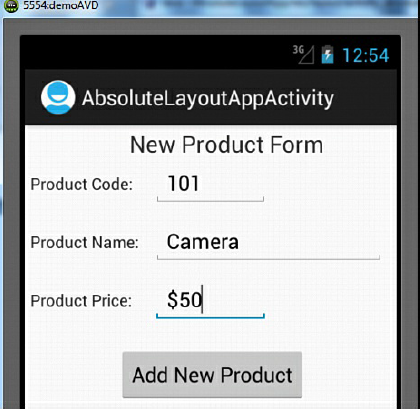 5554:demoAVD
3G 12:54
AbsoluteLayoutAppActivity
New Product Form
Product Code: 101
Product Name: Camera
Product Price: $50
Add New Product